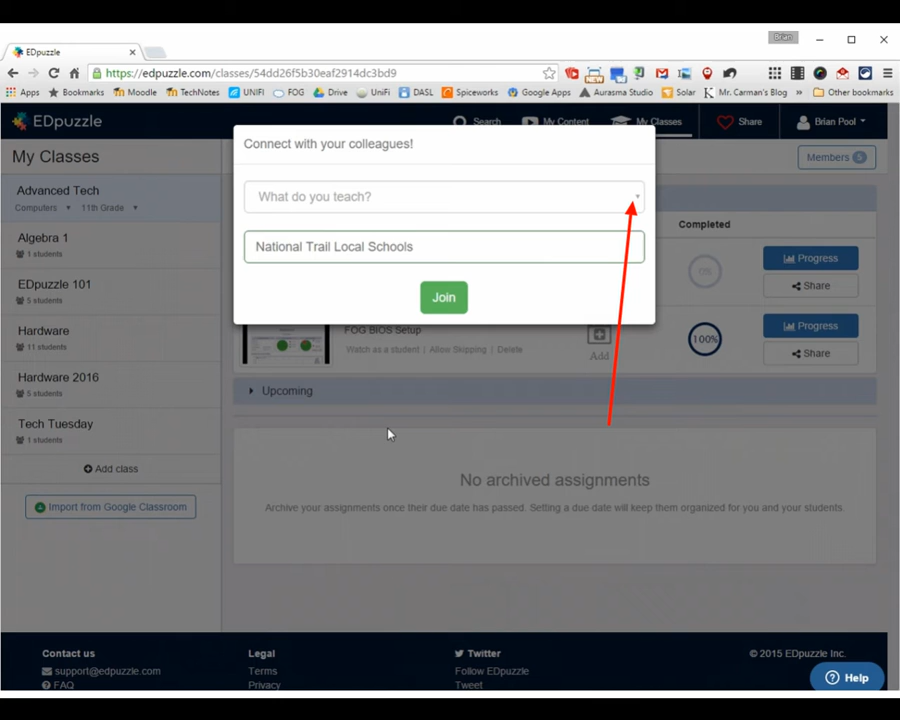 Brian
EDpuzzle
https://edpuzzle.com/classes/54dd26f5b30eaf2914dc3bd9
Apps Bookmarks Moodle TechNotes UNIFI FOG Drive UniFi DASL Spiceworks Google Apps Aurasma Studio Solar Mr. Carman's Blog » Other bookmarks
EDpuzzle Search My Content My Classes Share Brian Pool
My Classes
Members 5
Advanced Tech
Computers 11th Grade
Algebra 1
1 students
EDpuzzle 101
5 students
Hardware
11 students
Hardware 2016
5 students
Tech Tuesday
1 students
Add class
Import from Google Classroom
Connect with your colleagues!
What do you teach?
National Trail Local Schools
Join
Completed
0%
Progress
Share
FOG BIOS Setup
Watch as a student | Allow Skipping | Delete
Add
100%
Progress
Share
Upcoming
No archived assignments
Archive your assignments once their due date has passed. Setting a due date will keep them organized for you and your students
Contact us
support@edpuzzle.com
FAQ
Legal
Terms
Privacy
Twitter
Follow EDpuzzle
Tweet
© 2015 EDpuzzle Inc.
Help